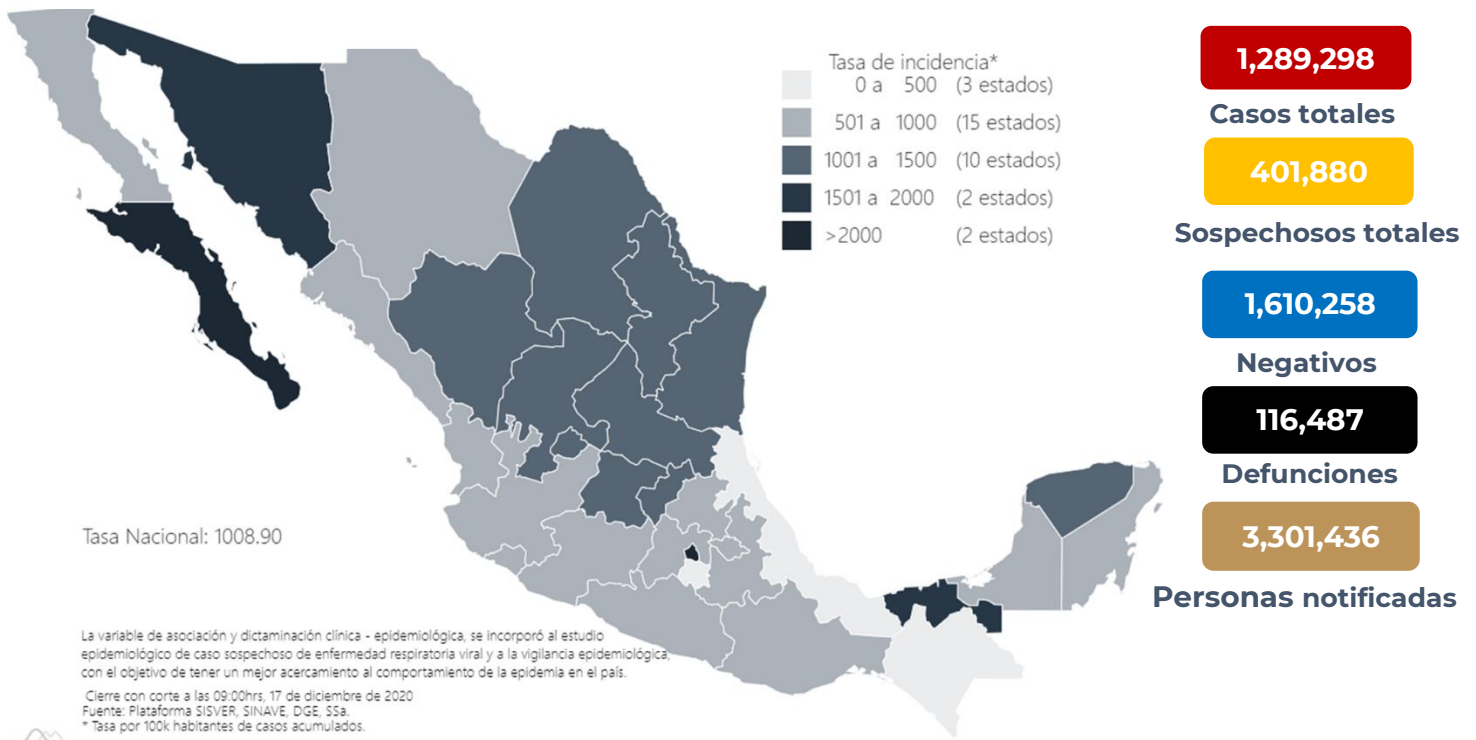 Tasa de incidencia*
0 a 500 (3 estados)
501 a 1000 (15 estados)
1001 a 1500 (10 estados)
1501 a 2000 (2 estados)
>2000 (2 estados)
1,289,298
Casos totales
401,880
Sospechosos totales
1,610,258
Negativos
116,487
Defunciones
3,301,436
Personas notificadas
Tasa Nacional: 1008.90
La variable de asociación y dictaminación clínica - epidemiológica, se incorporó al estudio
epidemiológico de caso sospechoso de enfermedad respiratoria viral y a la vigilancia epidemiológica,
con el objetivo de tener un mejor acercamiento al comportamiento de la epidemia en el país.
Cierre con corte a las 09:00hrs, 17 de diciembre de 2020
Fuente: Plataforma SISVER, SINAVE, DGE, SSa.
* Tasa por 100k habitantes de casos acumulados.